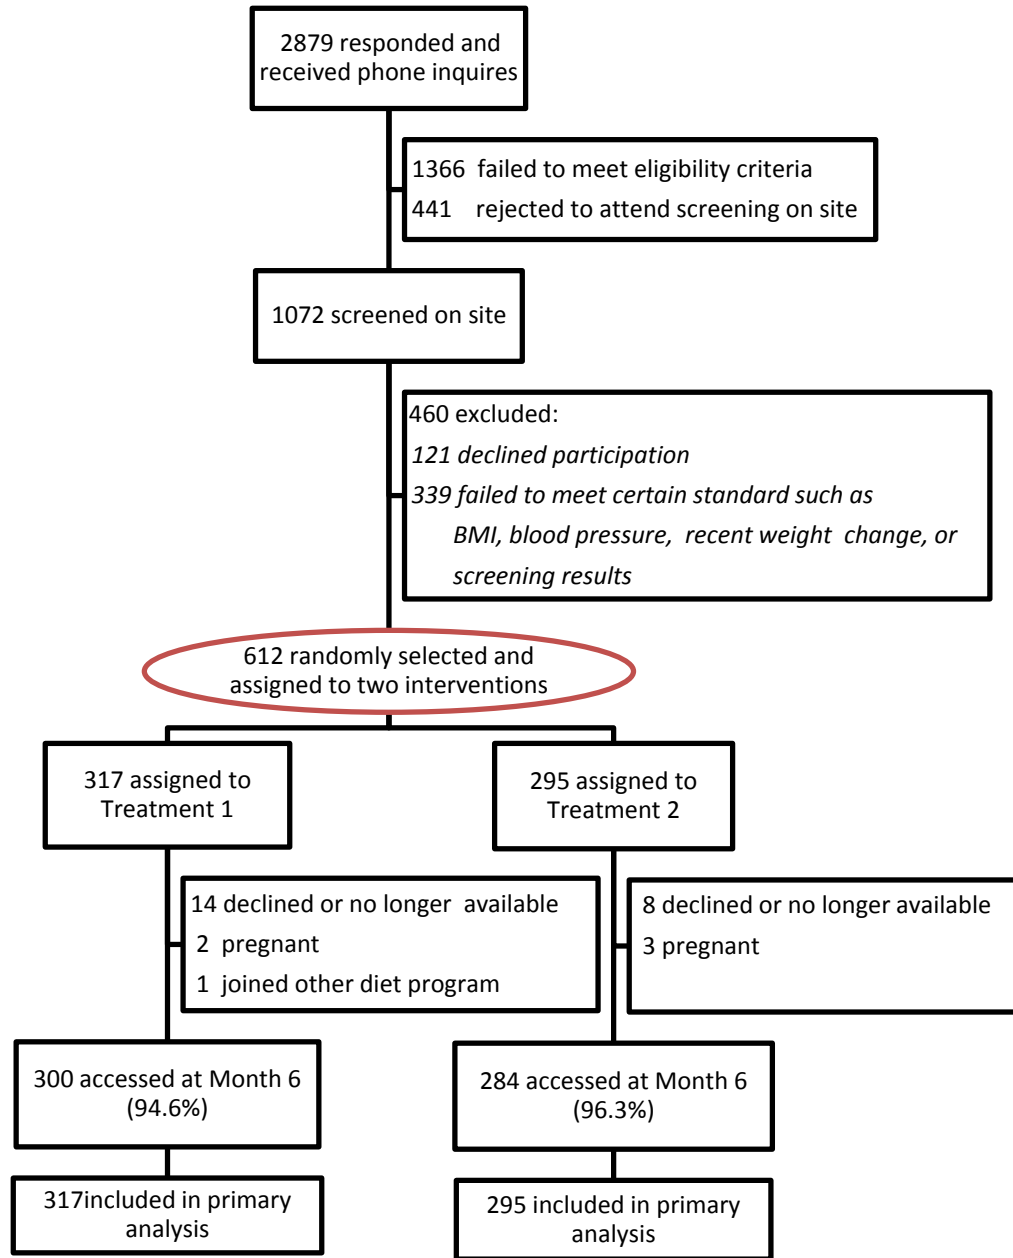 2879 responded and
received phone inquires
1366 failed to meet eligibility criteria
441 rejected to attend screening on site
1072 screened on site
460 excluded:
121 declined participation
339 failed to meet certain standard such as
BMI, blood pressure, recent weight change, or
screening results
612 randomly selected and
assigned to two interventions
317 assigned to
Treatment 1
295 assigned to
Treatment 2
14 declined or no longer available
2 pregnant
1 joined other diet program
8 declined or no longer available
3 pregnant
300 accessed at Month 6
(94.6%)
284 accessed at Month 6
(96.3%)
317included in primary
analysis
295 included in primary
analysis